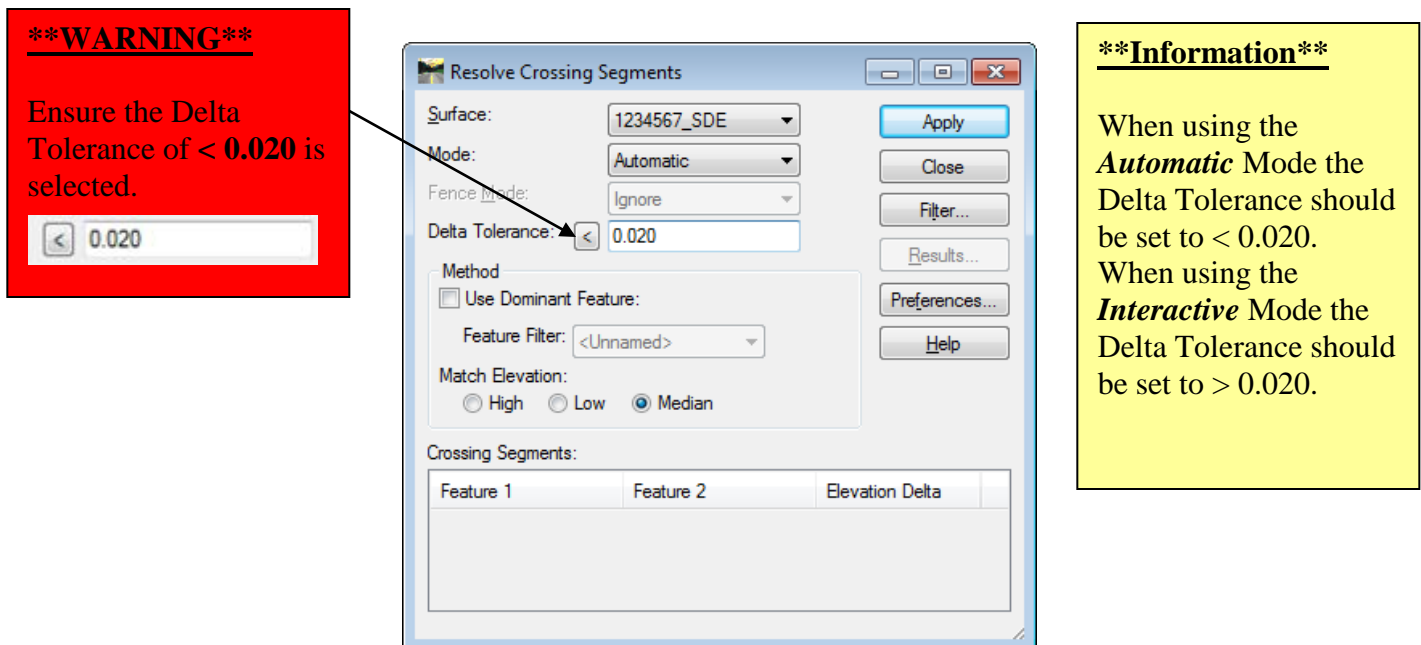 **WARNING**
Ensure the Delta
Tolerance of < 0.020 is
selected.
< 0.020
Resolve Crossing Segments
Surface: 1234567_SDE
Mode: Automatic
Fence Mode: Ignore
Delta Tolerance: < 0.020
Method
Use Dominant Feature:
Feature Filter: <Unnamed>
Match Elevation:
High Low Median
Apply
Close
Filter...
Results...
Preferences...
Help
Crossing Segments:
Feature 1 Feature 2 Elevation Delta
**Information**
When using the
Automatic Mode the
Delta Tolerance should
be set to < 0.020.
When using the
Interactive Mode the
Delta Tolerance should
be set to > 0.020.